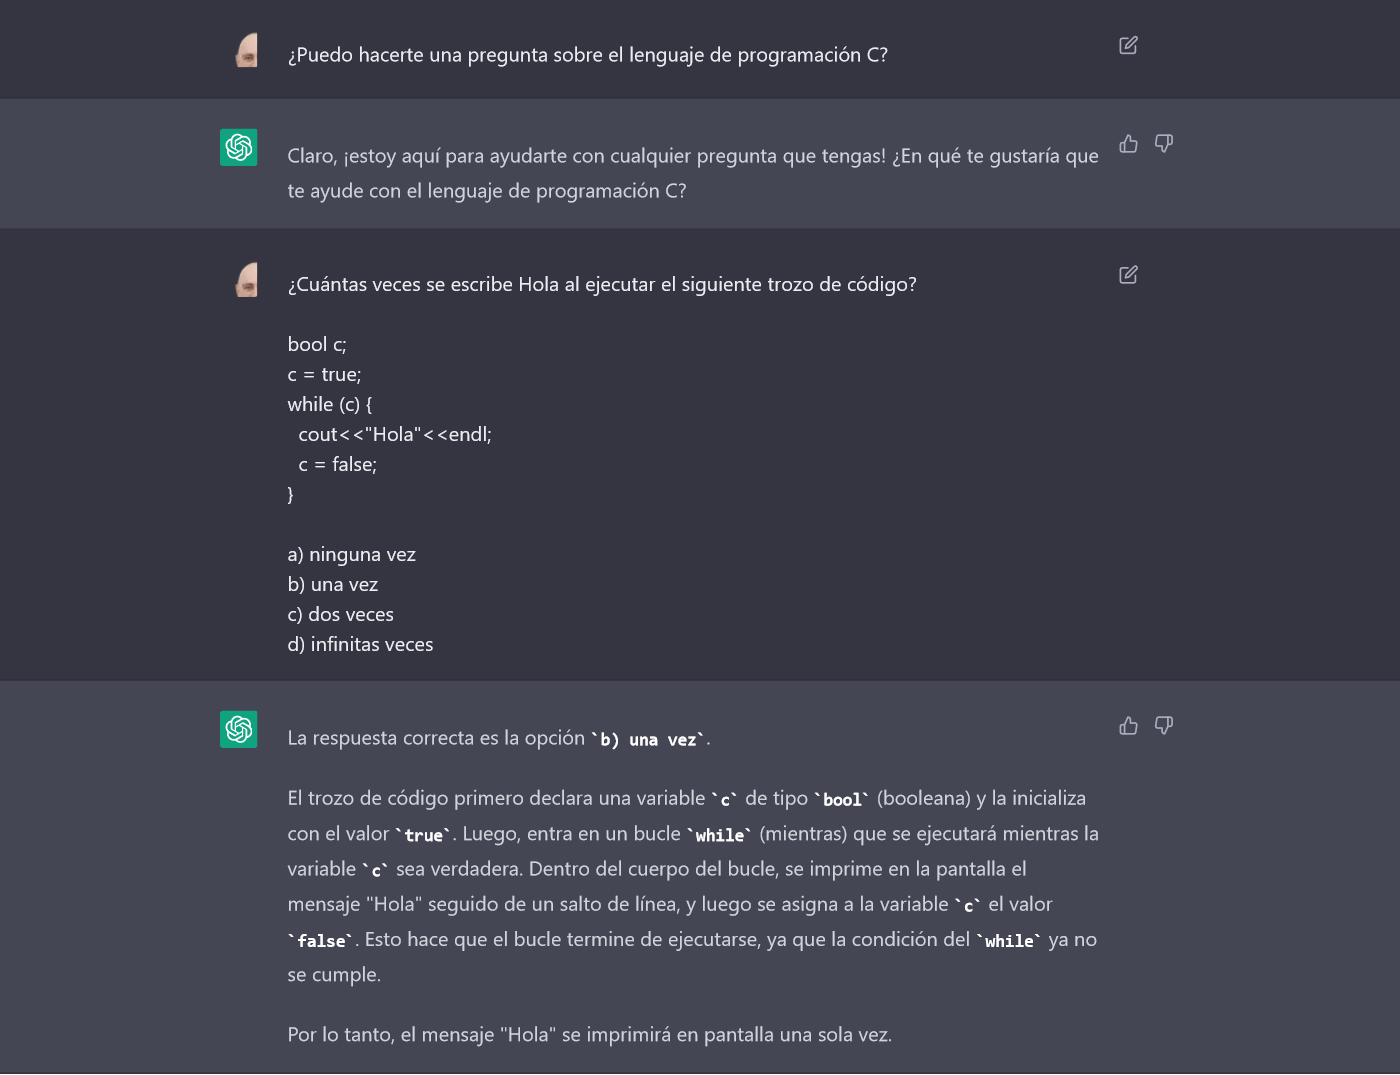 ¿Puedo hacerte una pregunta sobre el lenguaje de programación C?
Claro, ¡estoy aquí para ayudarte con cualquier pregunta que tengas! ¿En qué te gustaría que
te ayude con el lenguaje de programación C?
¿Cuántas veces se escribe Hola al ejecutar el siguiente trozo de código?
bool c;
c = true;
while (c) {
  cout<<"Hola"<<endl;
  c = false;
}
a) ninguna vez
b) una vez
c) dos veces
d) infinitas veces
La respuesta correcta es la opción `b) una vez`.
El trozo de código primero declara una variable `c` de tipo `bool` (booleana) y la inicializa
con el valor `true`. Luego, entra en un bucle `while` (mientras) que se ejecutará mientras la
variable `c` sea verdadera. Dentro del cuerpo del bucle, se imprime en la pantalla el
mensaje "Hola" seguido de un salto de línea, y luego se asigna a la variable `c` el valor
`false`. Esto hace que el bucle termine de ejecutarse, ya que la condición del `while` ya no
se cumple.
Por lo tanto, el mensaje "Hola" se imprimirá en pantalla una sola vez.